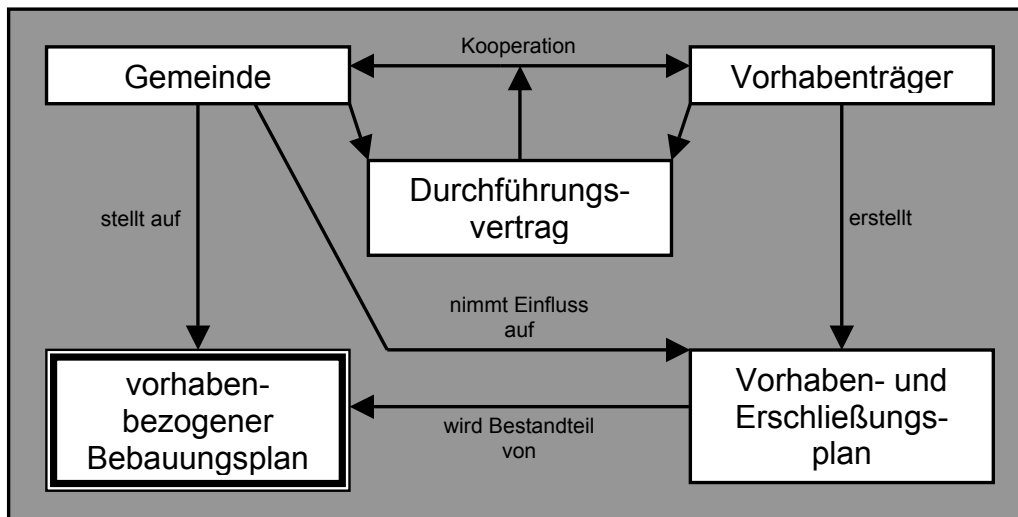 Kooperation
Gemeinde
Vorhabenträger
Durchführungs-
vertrag
stellt auf
erstellt
nimmt Einfluss
auf
vorhaben-
bezogener
Bebauungsplan
wird Bestandteil
von
Vorhaben- und
Erschließungs-
plan